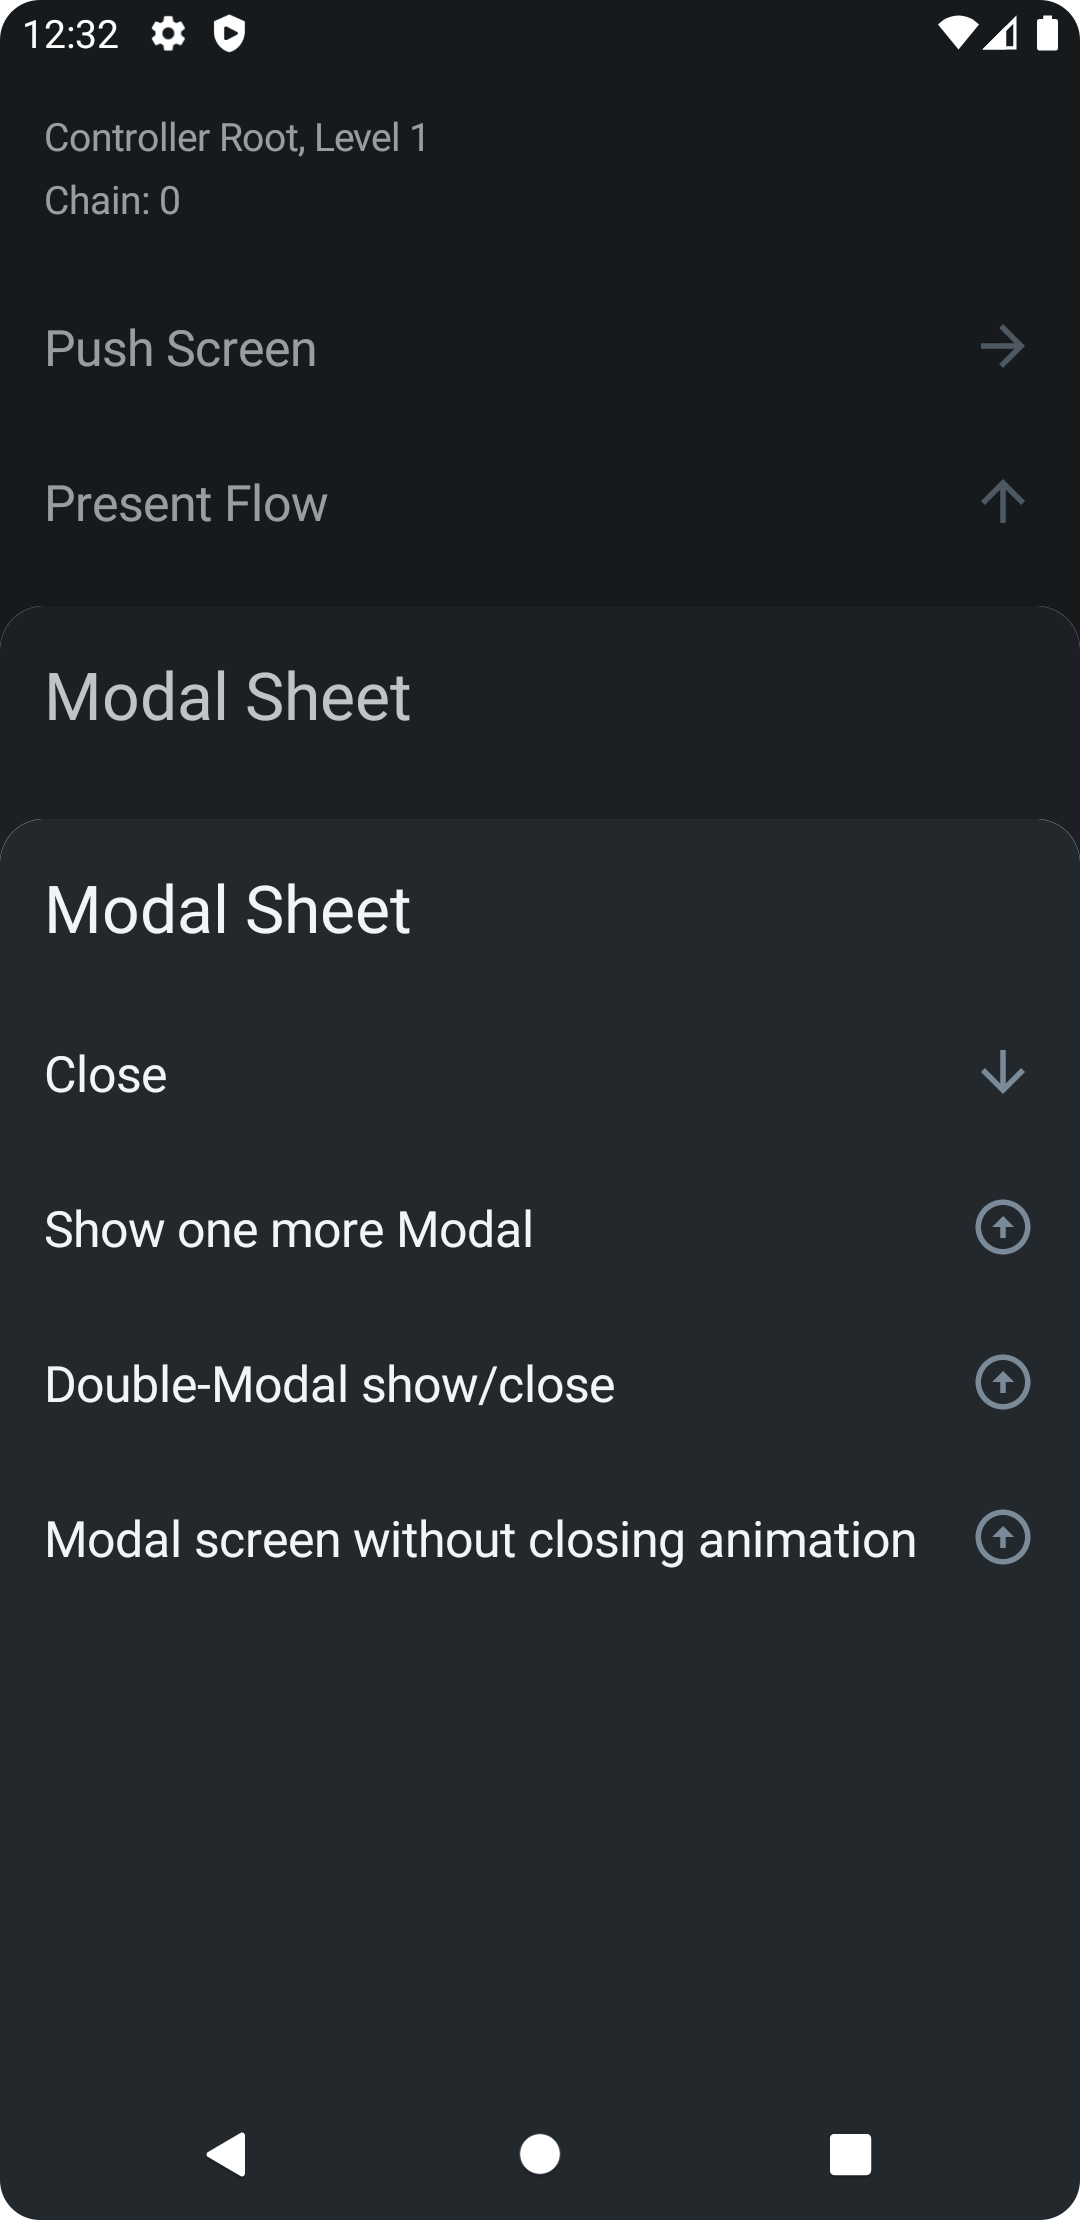 12:32
Controller Root, Level 1
Chain: 0
Push Screen
Present Flow
Modal Sheet
Modal Sheet
Close
Show one more Modal
Double-Modal show/close
Modal screen without closing animation